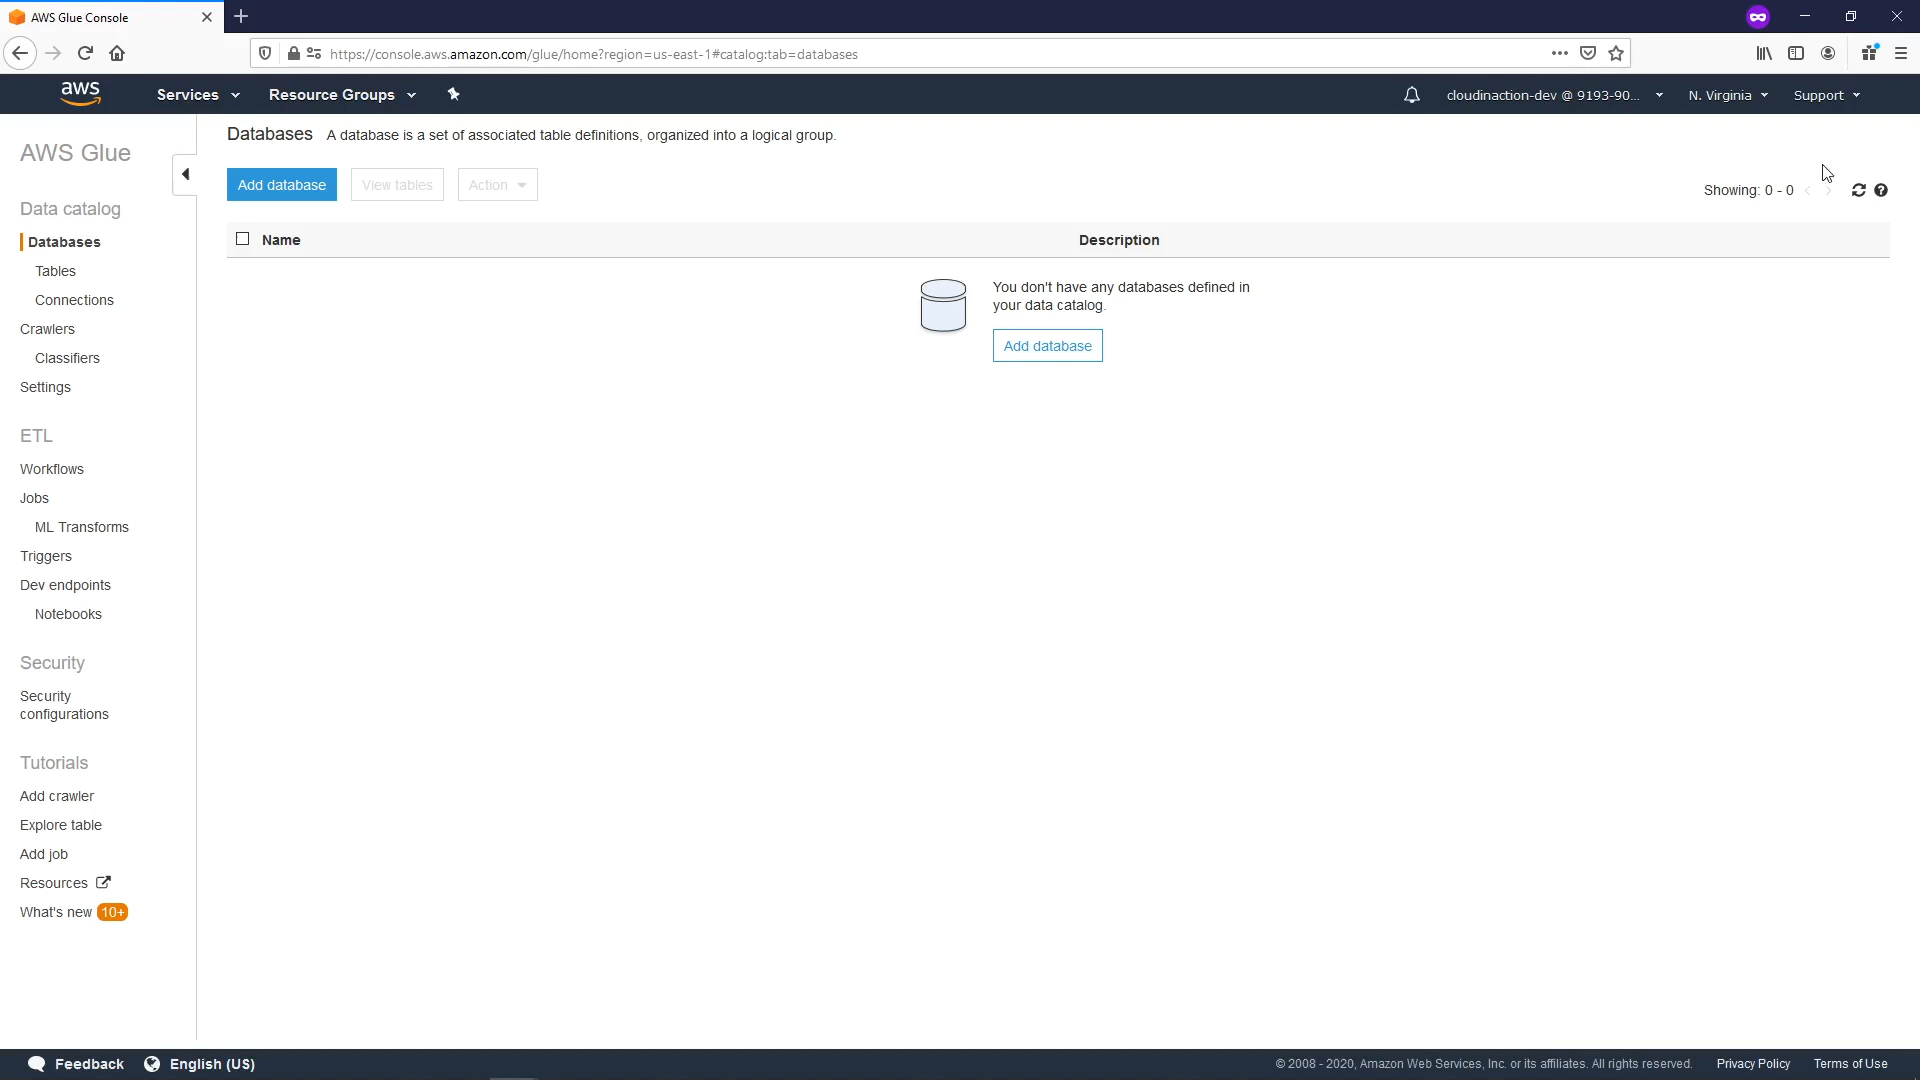 AWS Glue Console
https://console.aws.amazon.com/glue/home?region=us-east-1#catalog:tab=databases
aws
Services
Resource Groups
cloudinaction-dev @ 9193-90...
N. Virginia
Support
AWS Glue
Data catalog
Databases
Tables
Connections
Crawlers
Classifiers
Settings
ETL
Workflows
Jobs
ML Transforms
Triggers
Dev endpoints
Notebooks
Security
Security
configurations
Tutorials
Add crawler
Explore table
Add job
Resources
What's new 10+
Databases A database is a set of associated table definitions, organized into a logical group.
Add database
View tables
Action
Showing: 0 - 0
Name
Description
You don't have any databases defined in
your data catalog.
Add database
Feedback
English (US)
© 2008 - 2020, Amazon Web Services, Inc. or its affiliates. All rights reserved.
Privacy Policy
Terms of Use